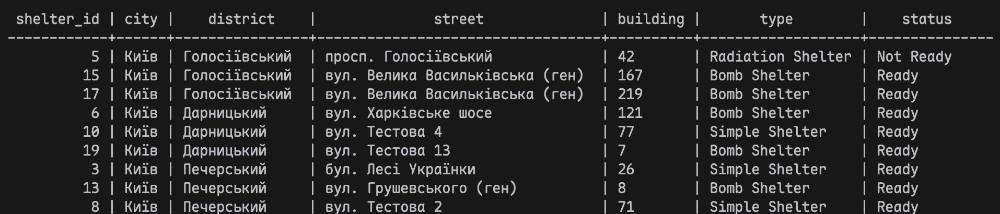 shelter_id | city | district | street | building | type | status
------------+------+----------------+-----------------------------------+-----------+-------------------+---------------
5 | Київ | Голосіївський | просп. Голосіївський | 42 | Radiation Shelter | Not Ready
15 | Київ | Голосіївський | вул. Велика Васильківська (ген) | 167 | Bomb Shelter | Ready
17 | Київ | Голосіївський | вул. Велика Васильківська (ген) | 219 | Bomb Shelter | Ready
6 | Київ | Дарницький | вул. Харківське шосе | 121 | Bomb Shelter | Ready
10 | Київ | Дарницький | вул. Тестова 4 | 77 | Simple Shelter | Ready
19 | Київ | Дарницький | вул. Тестова 13 | 7 | Bomb Shelter | Ready
3 | Київ | Печерський | бул. Лесі Українки | 26 | Simple Shelter | Ready
13 | Київ | Печерський | вул. Грушевського (ген) | 8 | Bomb Shelter | Ready
8 | Київ | Печерський | вул. Тестова 2 | 71 | Simple Shelter | Ready